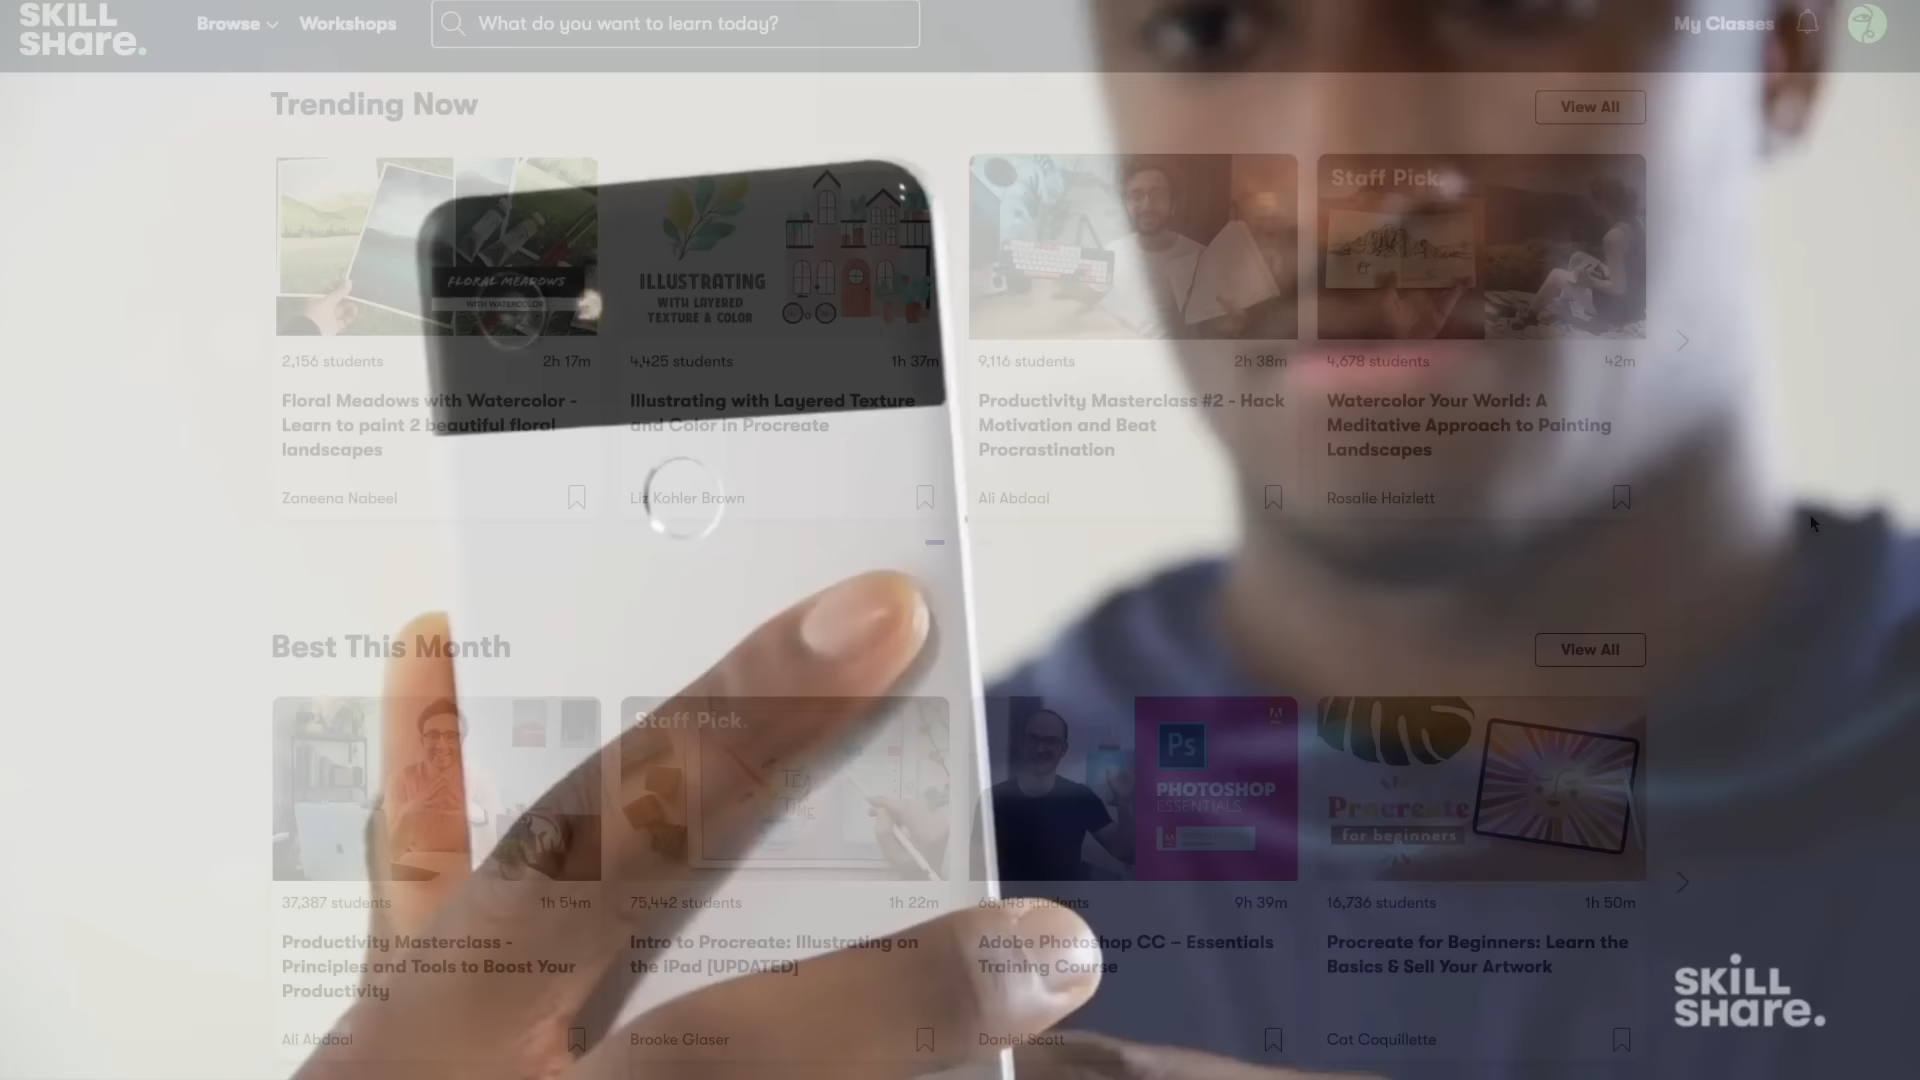 SKILL
SHare.
Browse
Workshops
What do you want to learn today?
My Classes
Trending Now
View All
FLORAL MEADOWS
WITH WATERCOLOR
ILLUSTRATING
WITH LAYERED
TEXTURE & COLOR
Staff Pick.
2,156 students
2h 17m
4,425 students
1h 37m
9,116 students
2h 38m
4,678 students
42m
Floral Meadows with Watercolor -
Learn to paint 2 beautiful floral
landscapes
Illustrating with Layered Texture
and Color in Procreate
Productivity Masterclass #2 - Hack
Motivation and Beat
Procrastination
Watercolor Your World: A
Meditative Approach to Painting
Landscapes
Zaneena Nabeel
Liz Kohler Brown
Ali Abdaal
Rosalie Haizlett
Best This Month
View All
Staff Pick.
TEA
TIME
Ps
PHOTOSHOP
ESSENTIALS
Procreate
for beginners
37,387 students
1h 54m
75,442 students
1h 22m
68,148 students
9h 39m
16,736 students
1h 50m
Productivity Masterclass -
Principles and Tools to Boost Your
Productivity
Intro to Procreate: Illustrating on
the iPad [UPDATED]
Adobe Photoshop CC – Essentials
Training Course
Procreate for Beginners: Learn the
Basics & Sell Your Artwork
Ali Abdaal
Brooke Glaser
Daniel Scott
Cat Coquillette
SKILL
SHare.